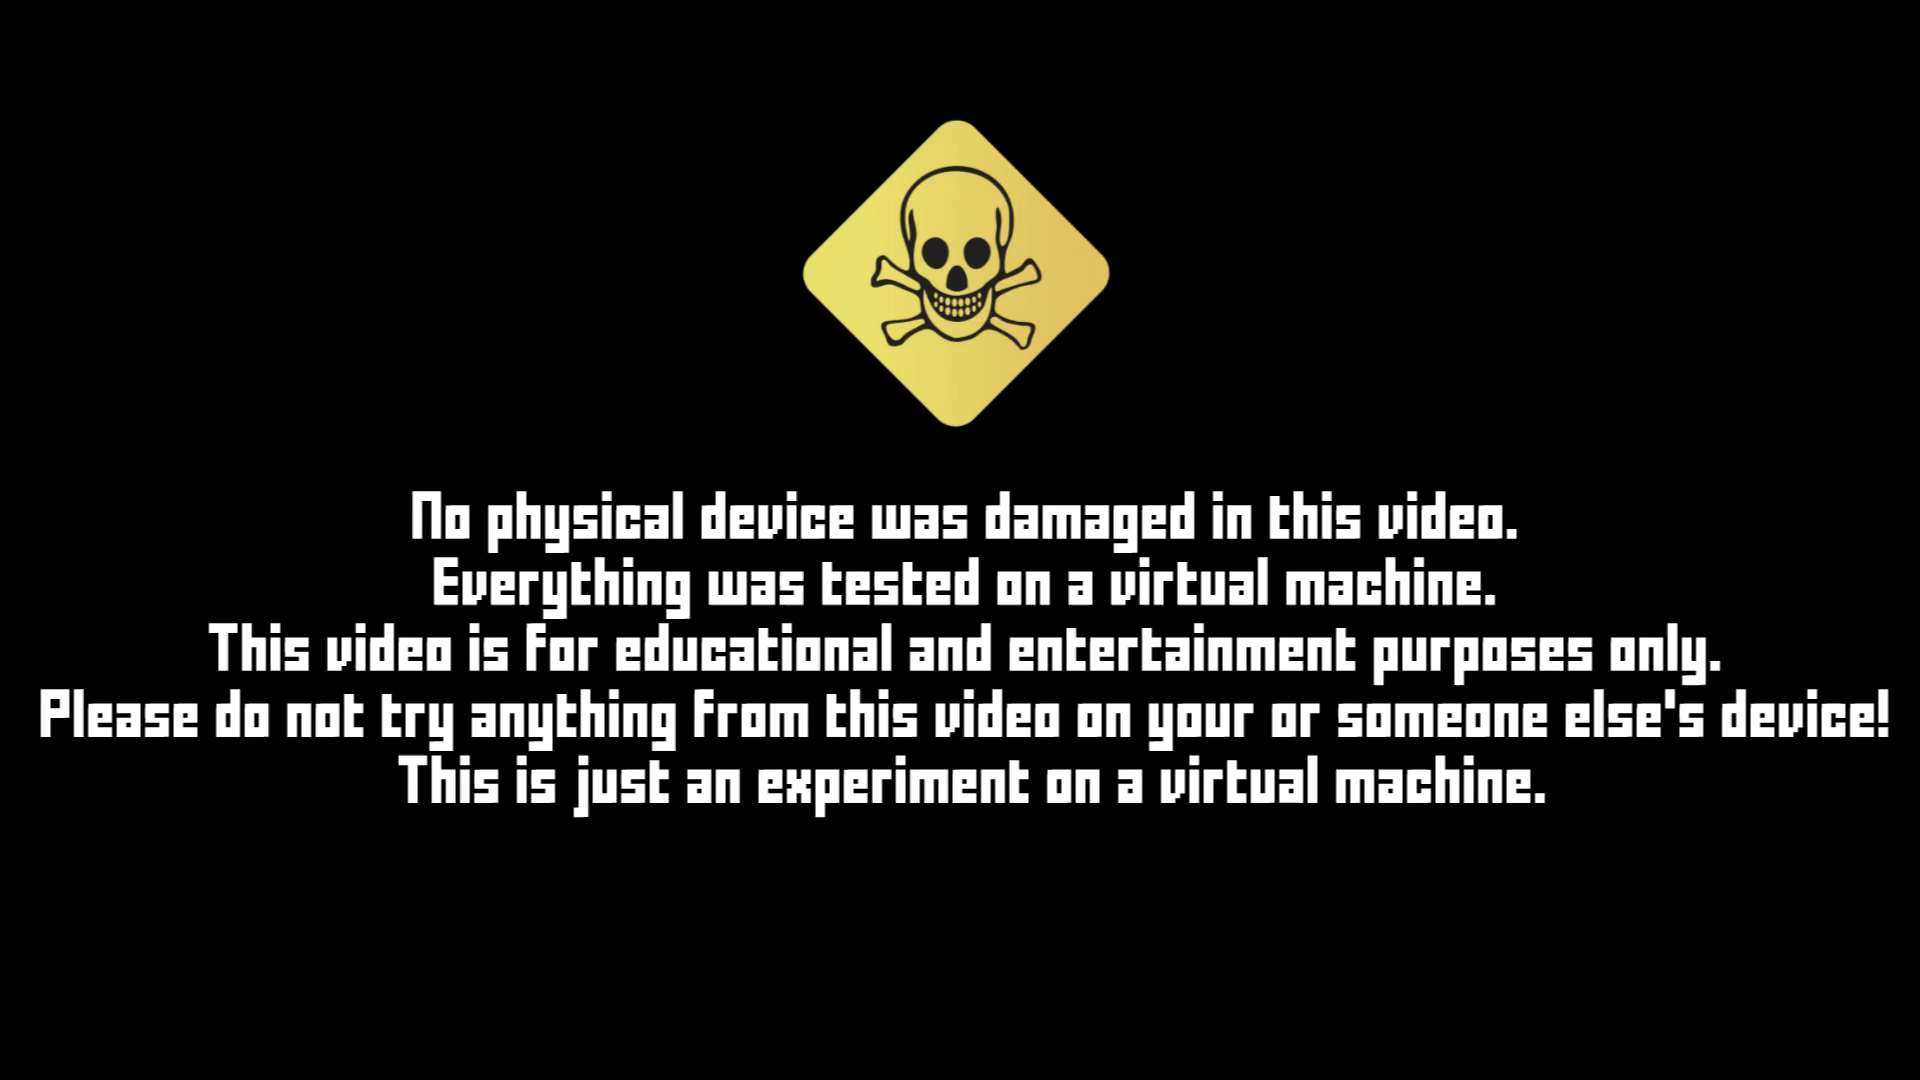 No physical device was damaged in this video.
Everything was tested on a virtual machine.
This video is for educational and entertainment purposes only.
Please do not try anything from this video on your or someone else's device!
This is just an experiment on a virtual machine.